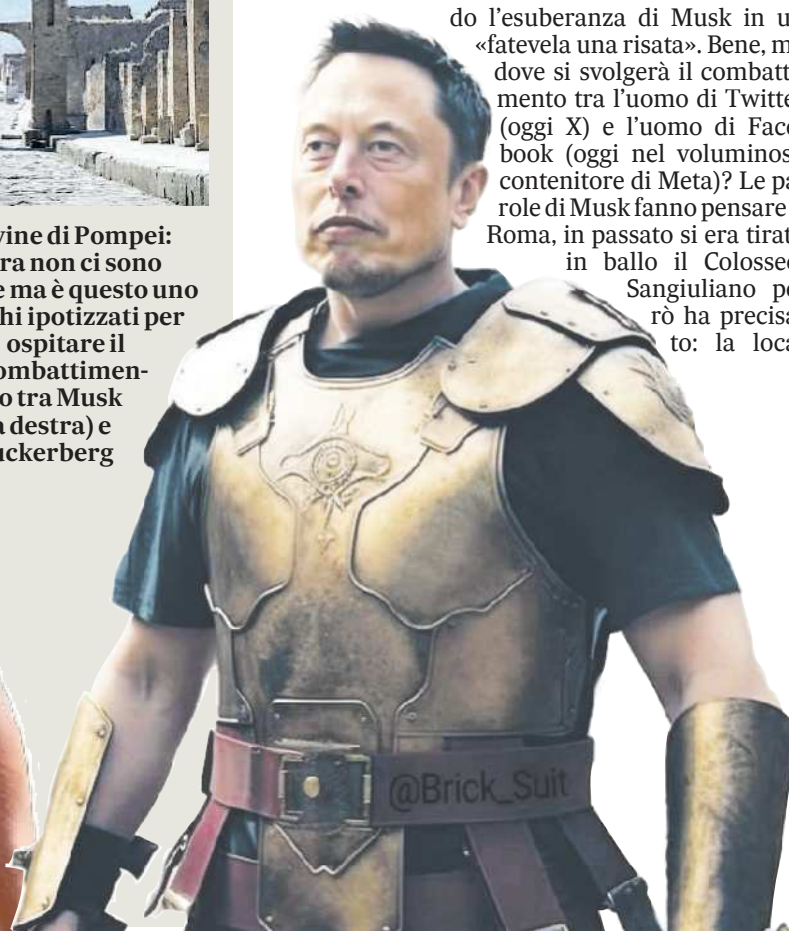 vine di Pompei:
ra non ci sono
e ma è questo uno
hi ipotizzati per
ospitare il
ombattimen-
o tra Musk
a destra) e
uckerberg
do l’esuberanza di Musk in u
«fatevela una risata». Bene, m
dove si svolgerà il combatt
mento tra l’uomo di Twitte
(oggi X) e l’uomo di Face
book (oggi nel voluminos
contenitore di Meta)? Le pa
role di Musk fanno pensare
Roma, in passato si era tirat
in ballo il Colosseo
Sangiuliano pe
rò ha precisa
to: la loca
@Brick_Suit